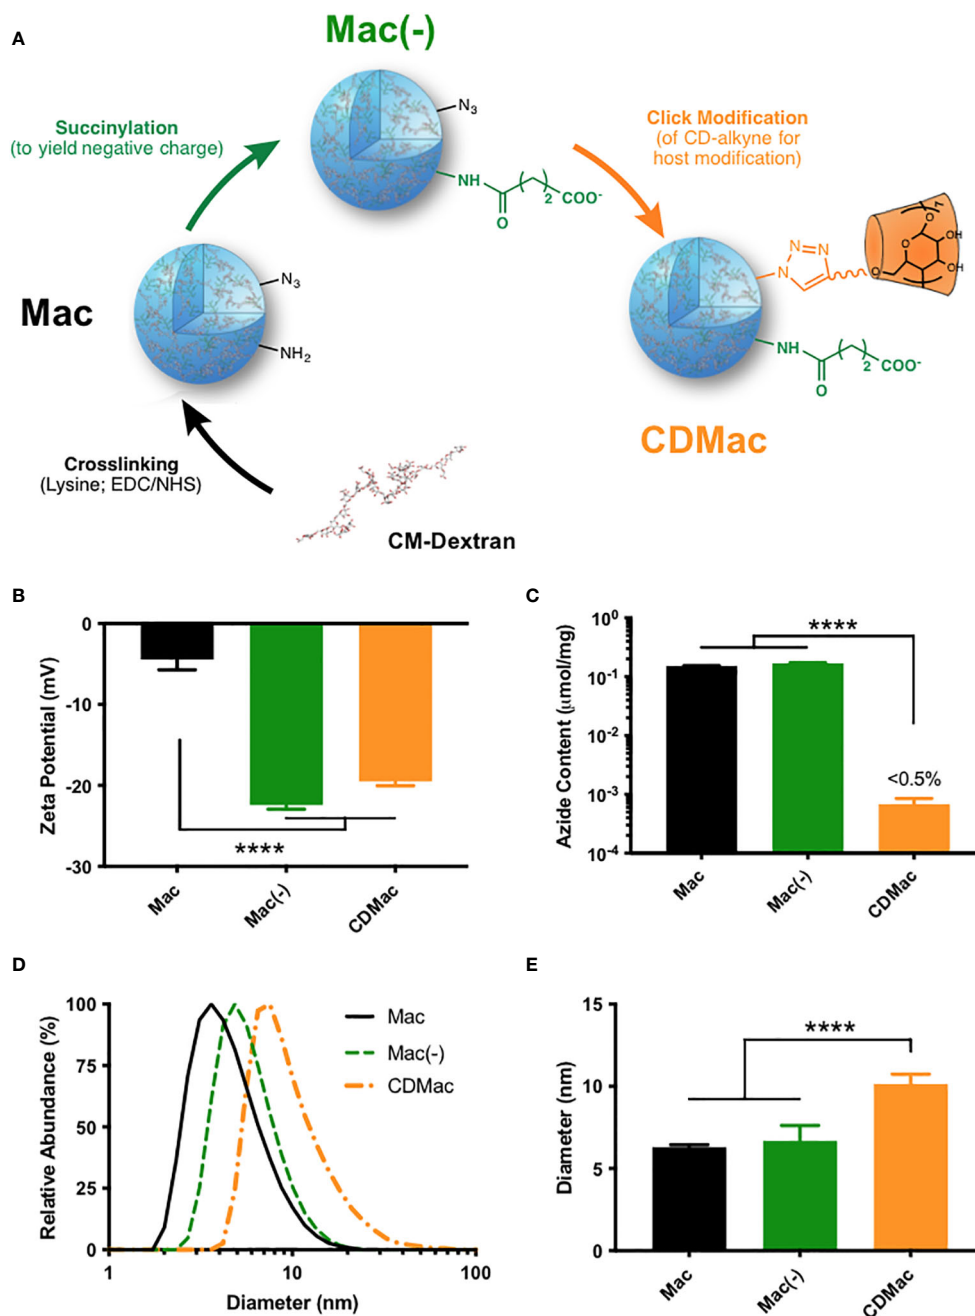 A
Mac(-)
Succinylation
(to yield negative charge)
N3
NH
O
2
COO-
Click Modification
(of CD-alkyne for
host modification)
Mac
N3
NH2
N
N
N
O
7
O
O
OH
OH
NH
O
2
COO-
CDMac
Crosslinking
(Lysine; EDC/NHS)
CM-Dextran
B
Zeta Potential (mV)
0
-10
-20
-30
****
Mac
Mac(-)
CDMac
C
Azide Content (μmol/mg)
10^0
10^-1
10^-2
10^-3
10^-4
****
<0.5%
Mac
Mac(-)
CDMac
D
Relative Abundance (%)
100
75
50
25
0
Mac
Mac(-)
CDMac
1
10
100
Diameter (nm)
E
Diameter (nm)
15
10
5
0
****
Mac
Mac(-)
CDMac